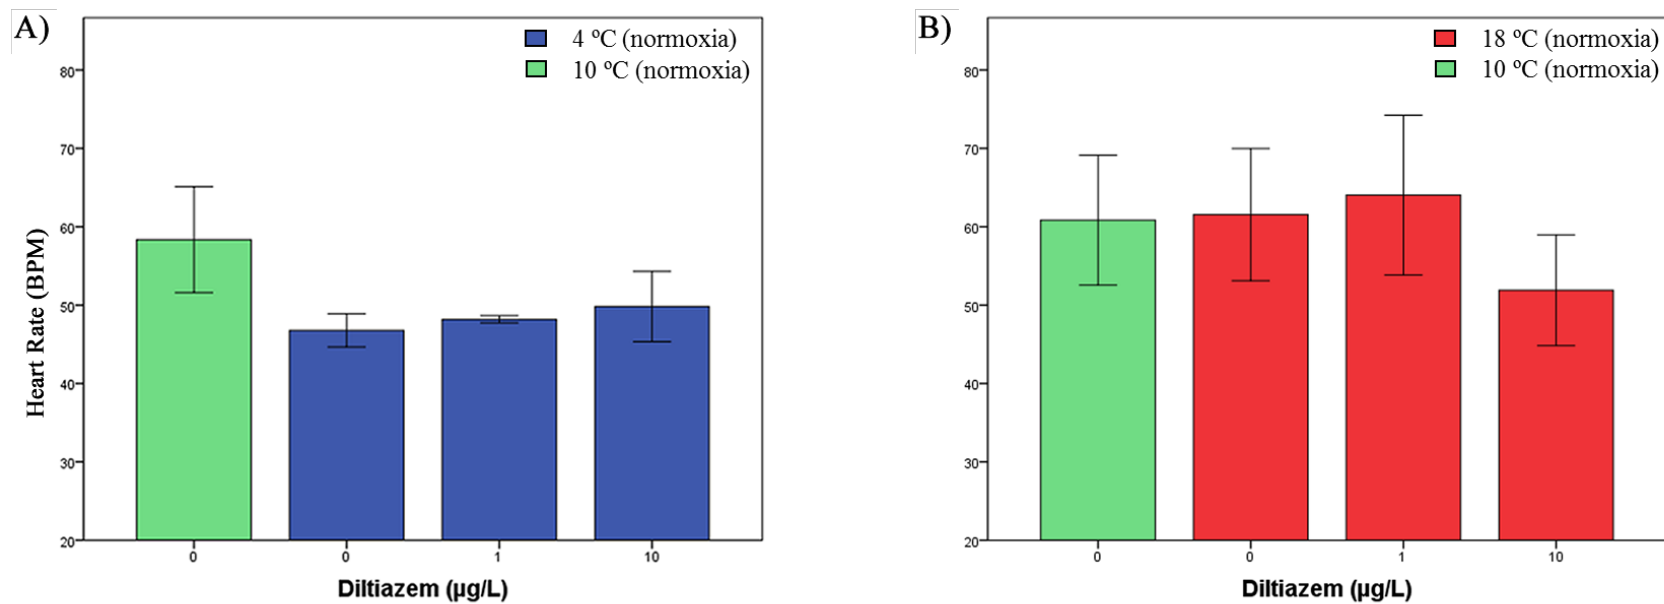 A)
4 ºC (normoxia)
10 ºC (normoxia)
80
70
60
50
40
30
20
Heart Rate (BPM)
0
0
1
10
Diltiazem (µg/L)
B)
18 ºC (normoxia)
10 ºC (normoxia)
80
70
60
50
40
30
20
0
0
1
10
Diltiazem (µg/L)